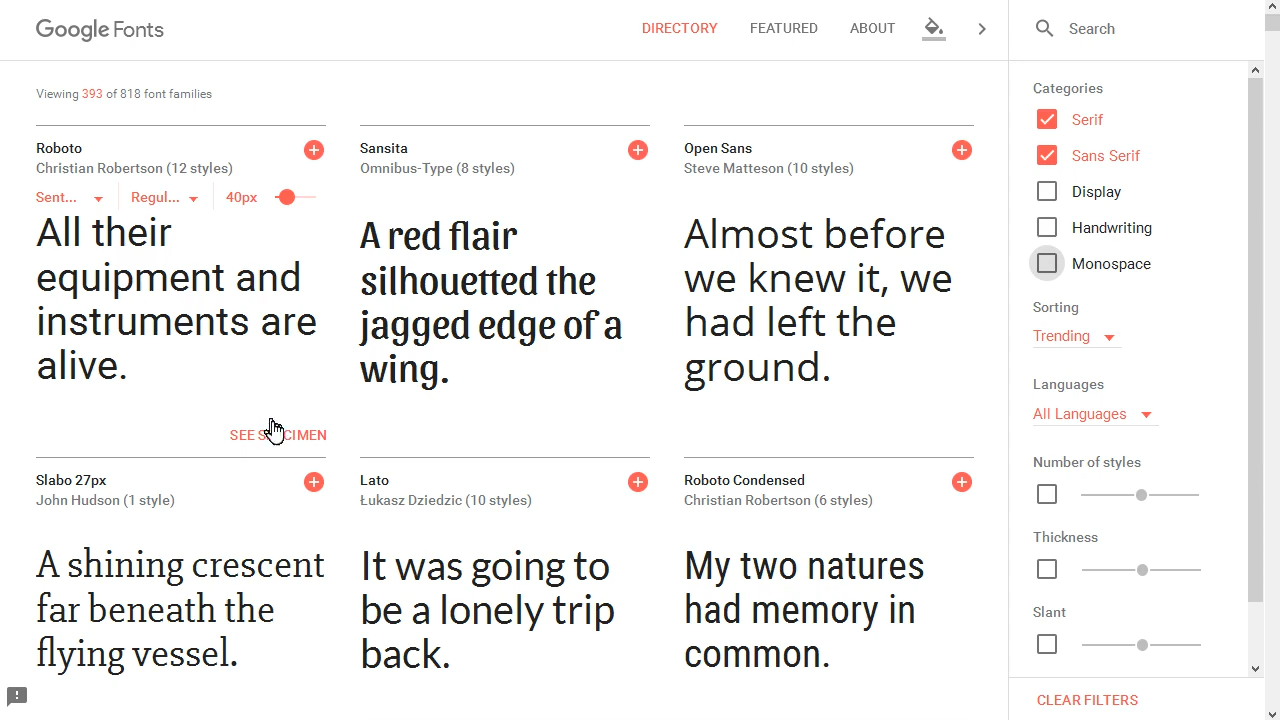 Google Fonts
DIRECTORY FEATURED ABOUT
Search
Viewing 393 of 818 font families
Roboto
Christian Robertson (12 styles)
Sent... Regul... 40px
All their
equipment and
instruments are
alive.
SEE SPECIMEN
Sansita
Omnibus-Type (8 styles)
A red flair
silhouetted the
jagged edge of a
wing.
Open Sans
Steve Matteson (10 styles)
Almost before
we knew it, we
had left the
ground.
Slabo 27px
John Hudson (1 style)
A shining crescent
far beneath the
flying vessel.
Lato
Łukasz Dziedzic (10 styles)
It was going to
be a lonely trip
back.
Roboto Condensed
Christian Robertson (6 styles)
My two natures
had memory in
common.
Categories
Serif
Sans Serif
Display
Handwriting
Monospace
Sorting
Trending
Languages
All Languages
Number of styles
Thickness
Slant
CLEAR FILTERS